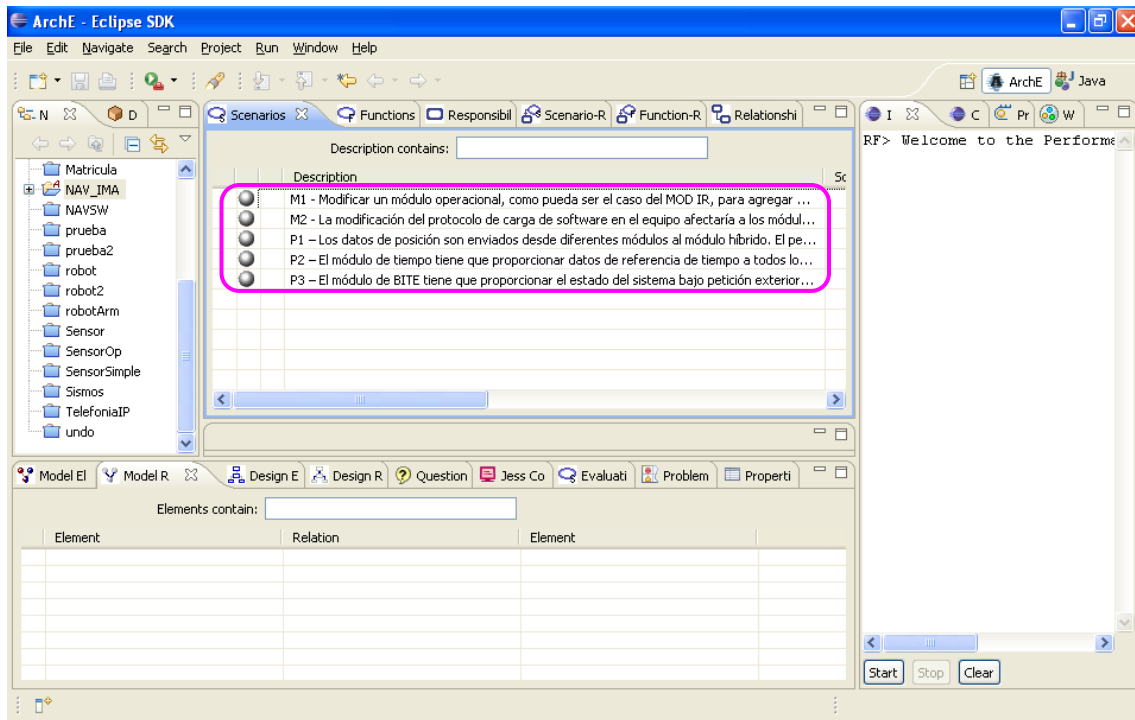 ArchE - Eclipse SDK
File Edit Navigate Search Project Run Window Help
ArchE Java
N D
Matricula
NAV_IMA
NAVSW
prueba
prueba2
robot
robot2
robotArm
Sensor
SensorOp
SensorSimple
Sismos
TelefoniaIP
undo
Scenarios Functions Responsibil Scenario-R Function-R Relationshi
Description contains:
Description Sc
M1 - Modificar un módulo operacional, como pueda ser el caso del MOD IR, para agregar ...
M2 - La modificación del protocolo de carga de software en el equipo afectaría a los módul...
P1 – Los datos de posición son enviados desde diferentes módulos al módulo híbrido. El pe...
P2 – El módulo de tiempo tiene que proporcionar datos de referencia de tiempo a todos lo...
P3 – El módulo de BITE tiene que proporcionar el estado del sistema bajo petición exterior...
I C Pr W
RF> Welcome to the Performa
Start Stop Clear
Model El Model R Design E Design R Question Jess Co Evaluati Problem Properti
Elements contain:
Element Relation Element